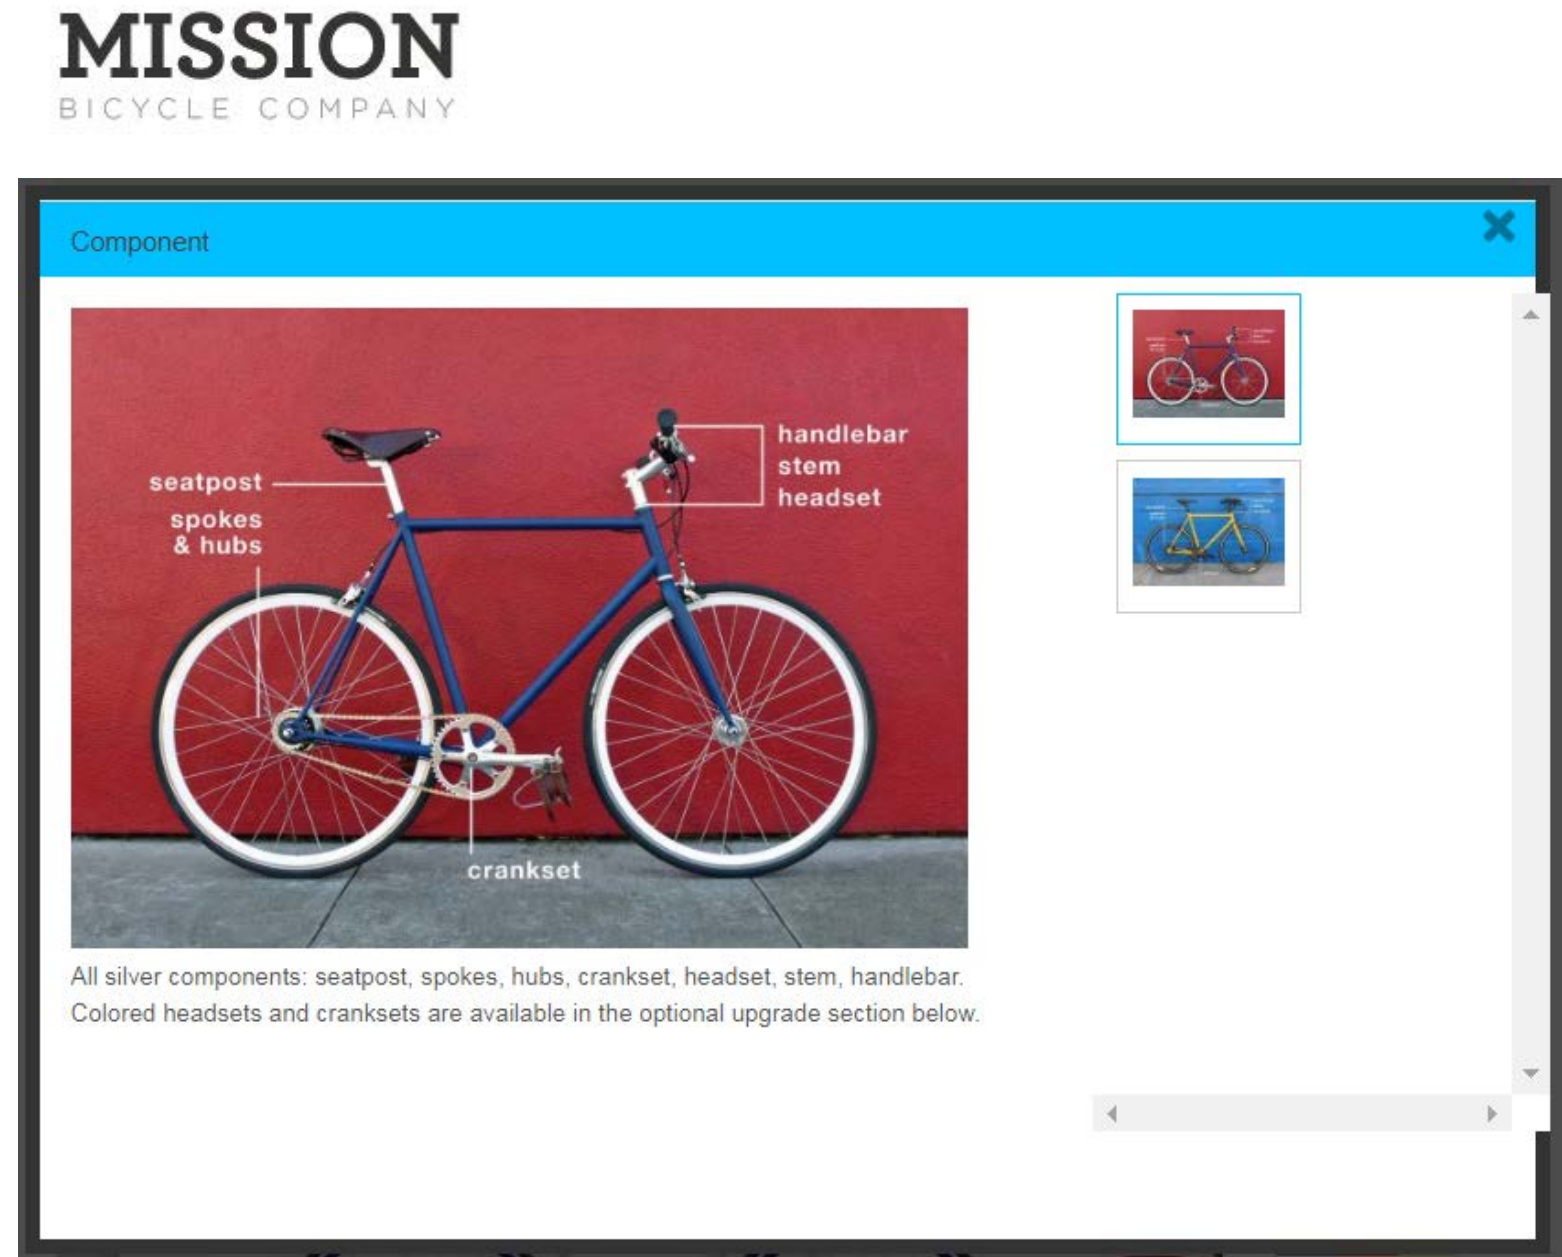 MISSION
BICYCLE COMPANY
Component
seatpost
spokes
& hubs
handlebar
stem
headset
crankset
All silver components: seatpost, spokes, hubs, crankset, headset, stem, handlebar.
Colored headsets and cranksets are available in the optional upgrade section below.